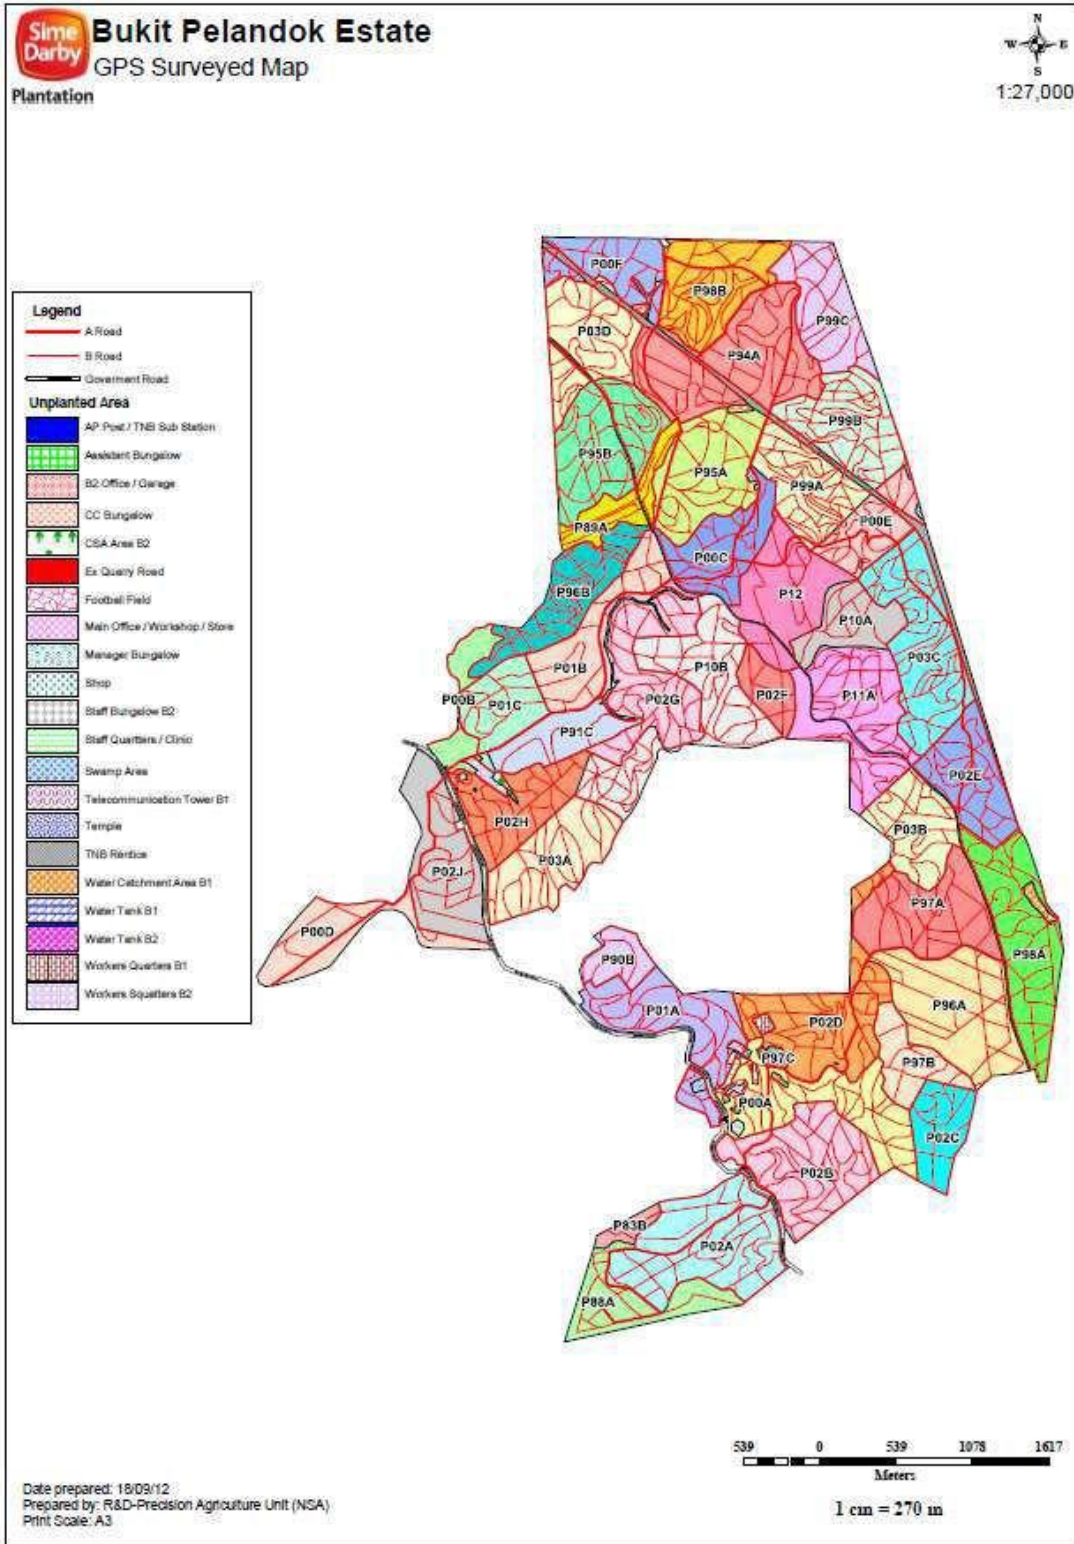 Sime
Darby
Plantation
Bukit Pelandok Estate
GPS Surveyed Map
N
W E
S
1:27,000
Legend
A Road
B Road
Goverment Road
Unplanted Area
AP Post / TNB Sub Station
Assistant Bungalow
B2 Office / Garage
CC Bungalow
CSA Area B2
Ex Quarry Road
Football Field
Main Office / Workshop / Store
Manager Bungalow
Shop
Staff Bungalow B2
Staff Quartters / Clinic
Swamp Area
Telecommunication Tower B1
Temple
TNB Rentice
Water Catchment Area B1
Water Tank B1
Water Tank B2
Workers Quarters B1
Workers Squatters B2
P00F
P98B
P99C
P03D
P94A
P99B
P95B
P95A
P99A
P89A
P00E
P00C
P96B
P12
P10A
P03C
P01B
P10B
P02F
P11A
P00B
P01C
P02G
P91C
P02E
P02H
P03B
P03A
P02J
P97A
P00D
P98A
P90B
P01A
P02D
P96A
P97C
P97B
P00A
P02C
P02B
P83B
P02A
P88A
539 0 539 1078 1617
Meters
1 cm = 270 m
Date prepared: 18/09/12
Prepared by: R&D-Precision Agriculture Unit (NSA)
Print Scale: A3